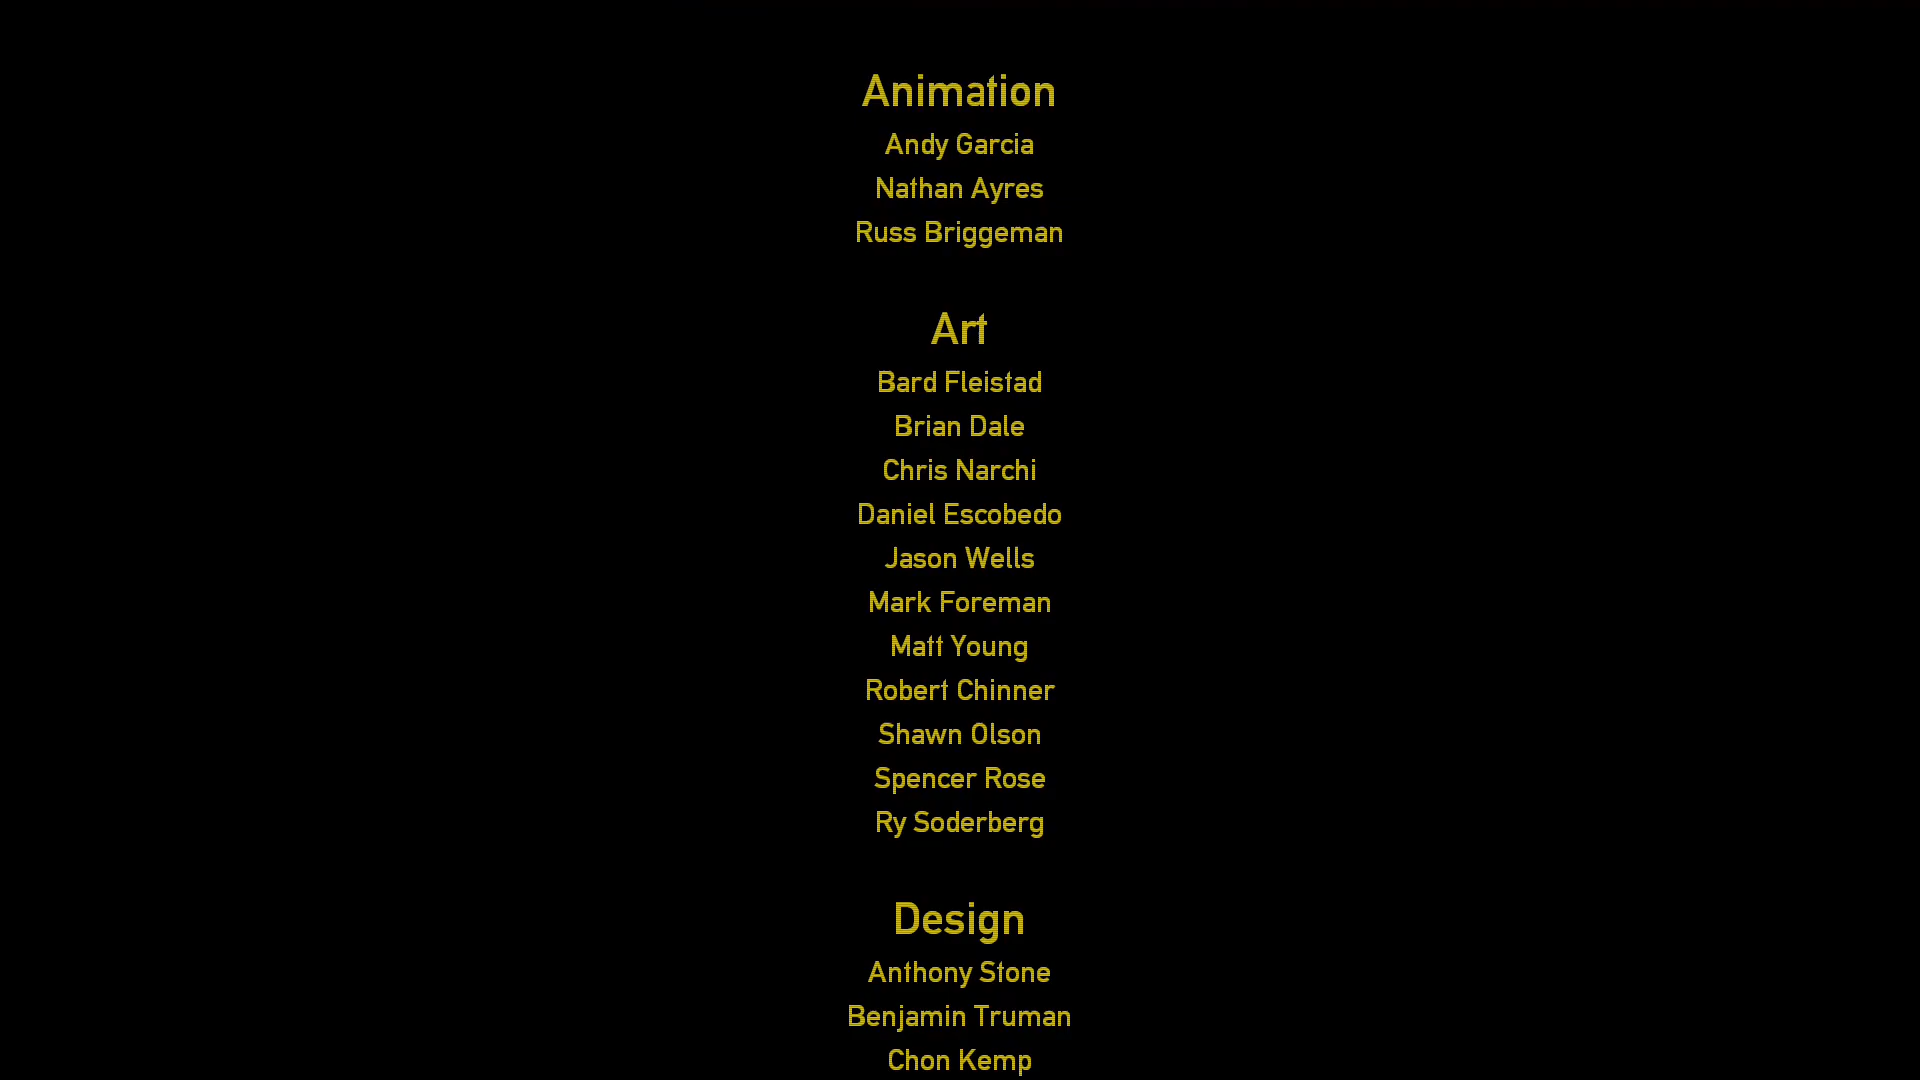 Animation
Andy Garcia
Nathan Ayres
Russ Briggeman
Art
Bard Fleistad
Brian Dale
Chris Narchi
Daniel Escobedo
Jason Wells
Mark Foreman
Matt Young
Robert Chinner
Shawn Olson
Spencer Rose
Ry Soderberg
Design
Anthony Stone
Benjamin Truman
Chon Kemp